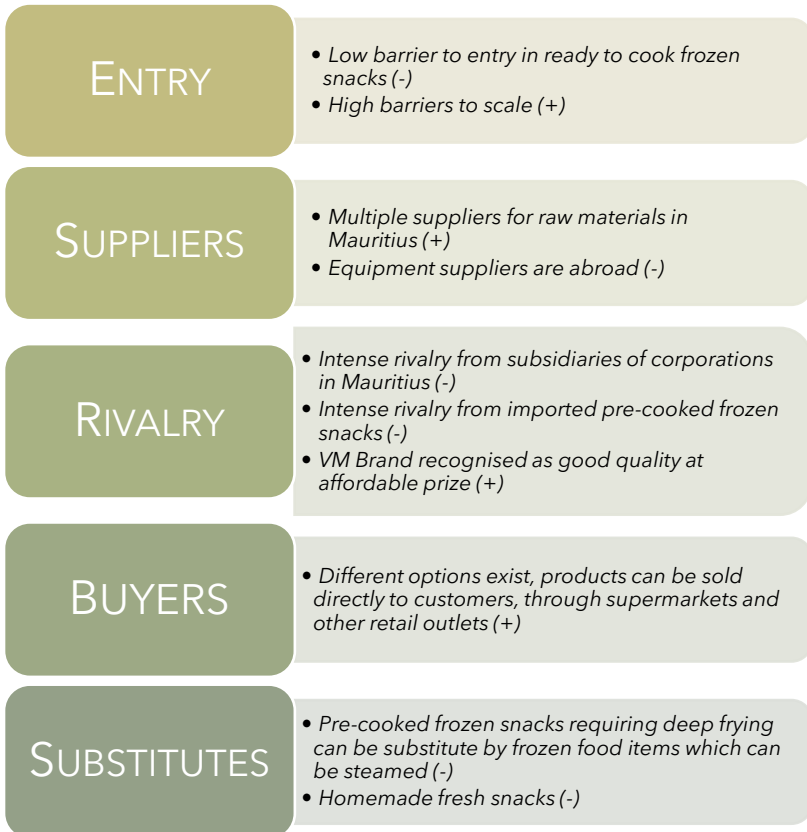 ENTRY
• Low barrier to entry in ready to cook frozen
snacks (-)
• High barriers to scale (+)
SUPPLIERS
• Multiple suppliers for raw materials in
Mauritius (+)
• Equipment suppliers are abroad (-)
RIVALRY
• Intense rivalry from subsidiaries of corporations
in Mauritius (-)
• Intense rivalry from imported pre-cooked frozen
snacks (-)
• VM Brand recognised as good quality at
affordable prize (+)
BUYERS
• Different options exist, products can be sold
directly to customers, through supermarkets and
other retail outlets (+)
SUBSTITUTES
• Pre-cooked frozen snacks requiring deep frying
can be substitute by frozen food items which can
be steamed (-)
• Homemade fresh snacks (-)